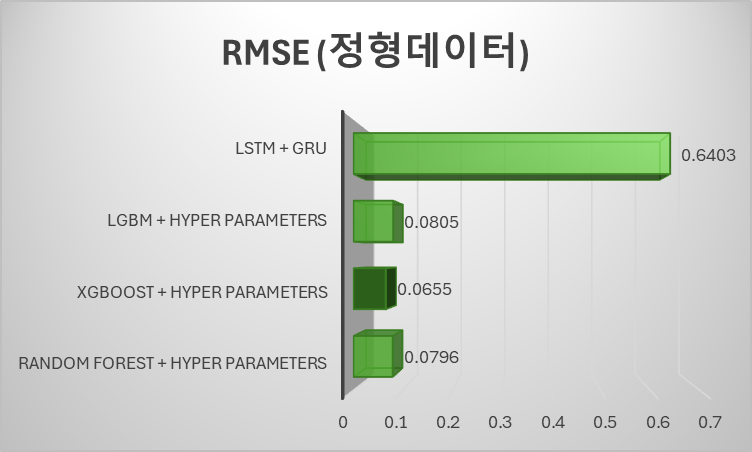 RMSE (정형데이터)
LSTM + GRU
0.6403
LGBM + HYPER PARAMETERS
0.0805
XGBOOST + HYPER PARAMETERS
0.0655
RANDOM FOREST + HYPER PARAMETERS
0.0796
0 0.1 0.2 0.3 0.4 0.5 0.6 0.7